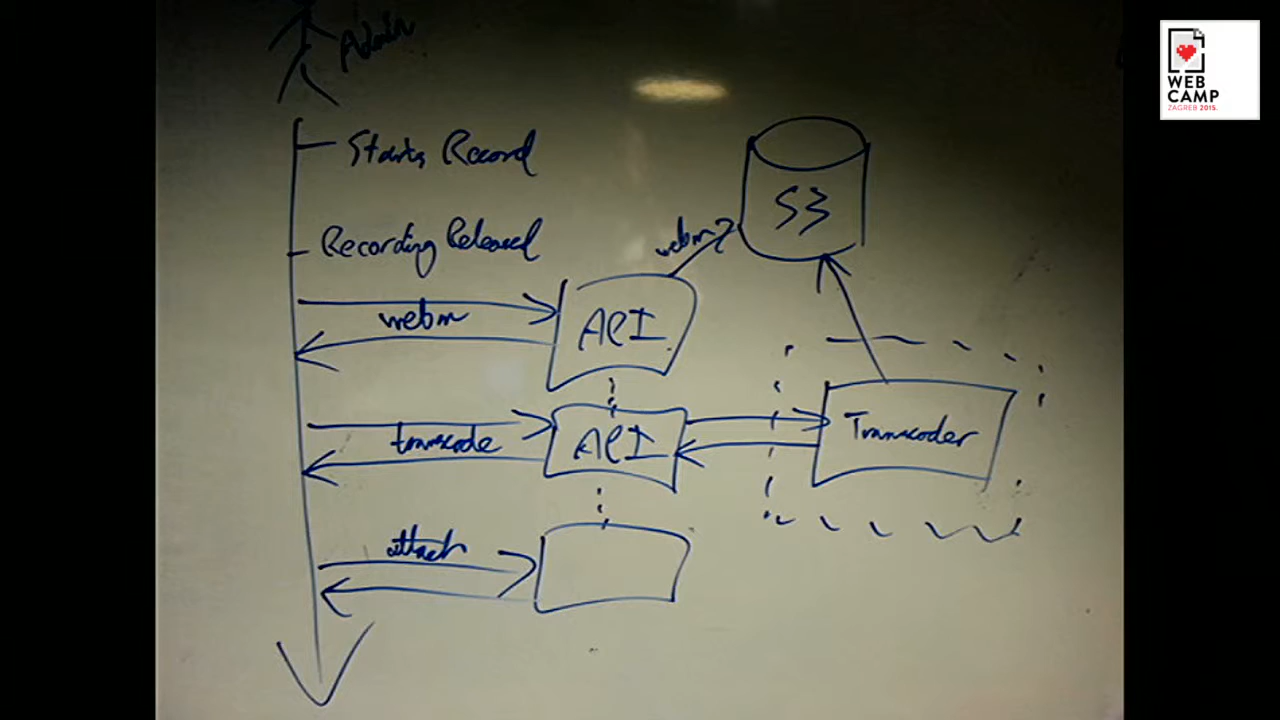 Admin
Starts Record
Recording Released
webm
API
webm
S3
transcode
API
Transcoder
attach
WEB
CAMP
ZAGREB 2015.